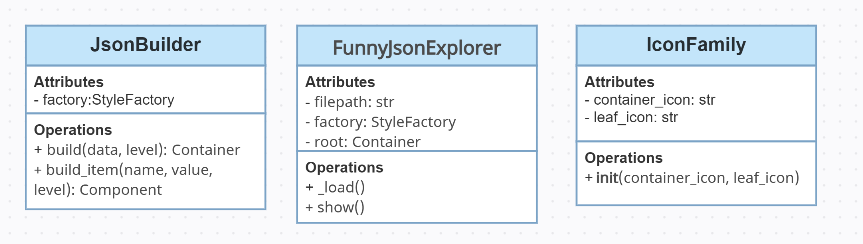 JsonBuilder
Attributes
- factory:StyleFactory
Operations
+ build(data, level): Container
+ build_item(name, value,
level): Component
FunnyJsonExplorer
Attributes
- filepath: str
- factory: StyleFactory
- root: Container
Operations
+ _load()
+ show()
IconFamily
Attributes
- container_icon: str
- leaf_icon: str
Operations
+ init(container_icon, leaf_icon)